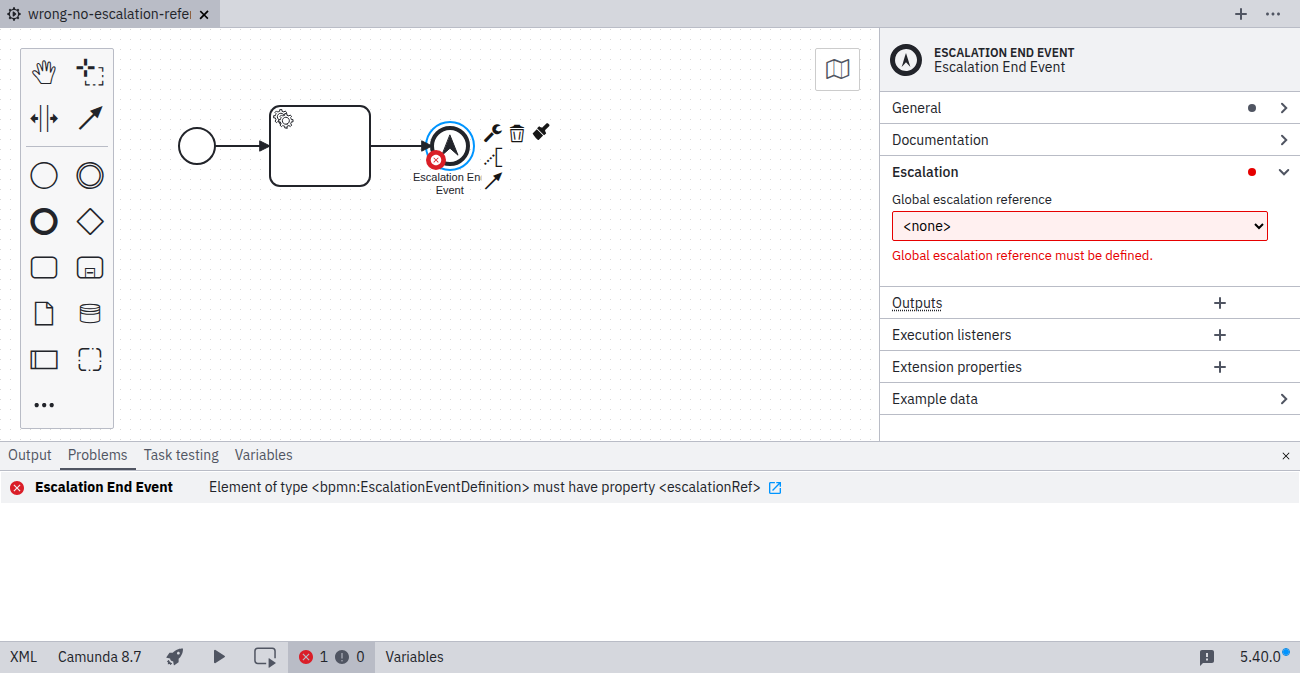 wrong-no-escalation-refer
ESCALATION END EVENT
Escalation End Event
General
Documentation
Escalation
Global escalation reference
<none>
Global escalation reference must be defined.
Outputs
Execution listeners
Extension properties
Example data
Escalation End
Event
Output Problems Task testing Variables
Escalation End Event Element of type <bpmn:EscalationEventDefinition> must have property <escalationRef>
XML Camunda 8.7 1 0 Variables 5.40.0